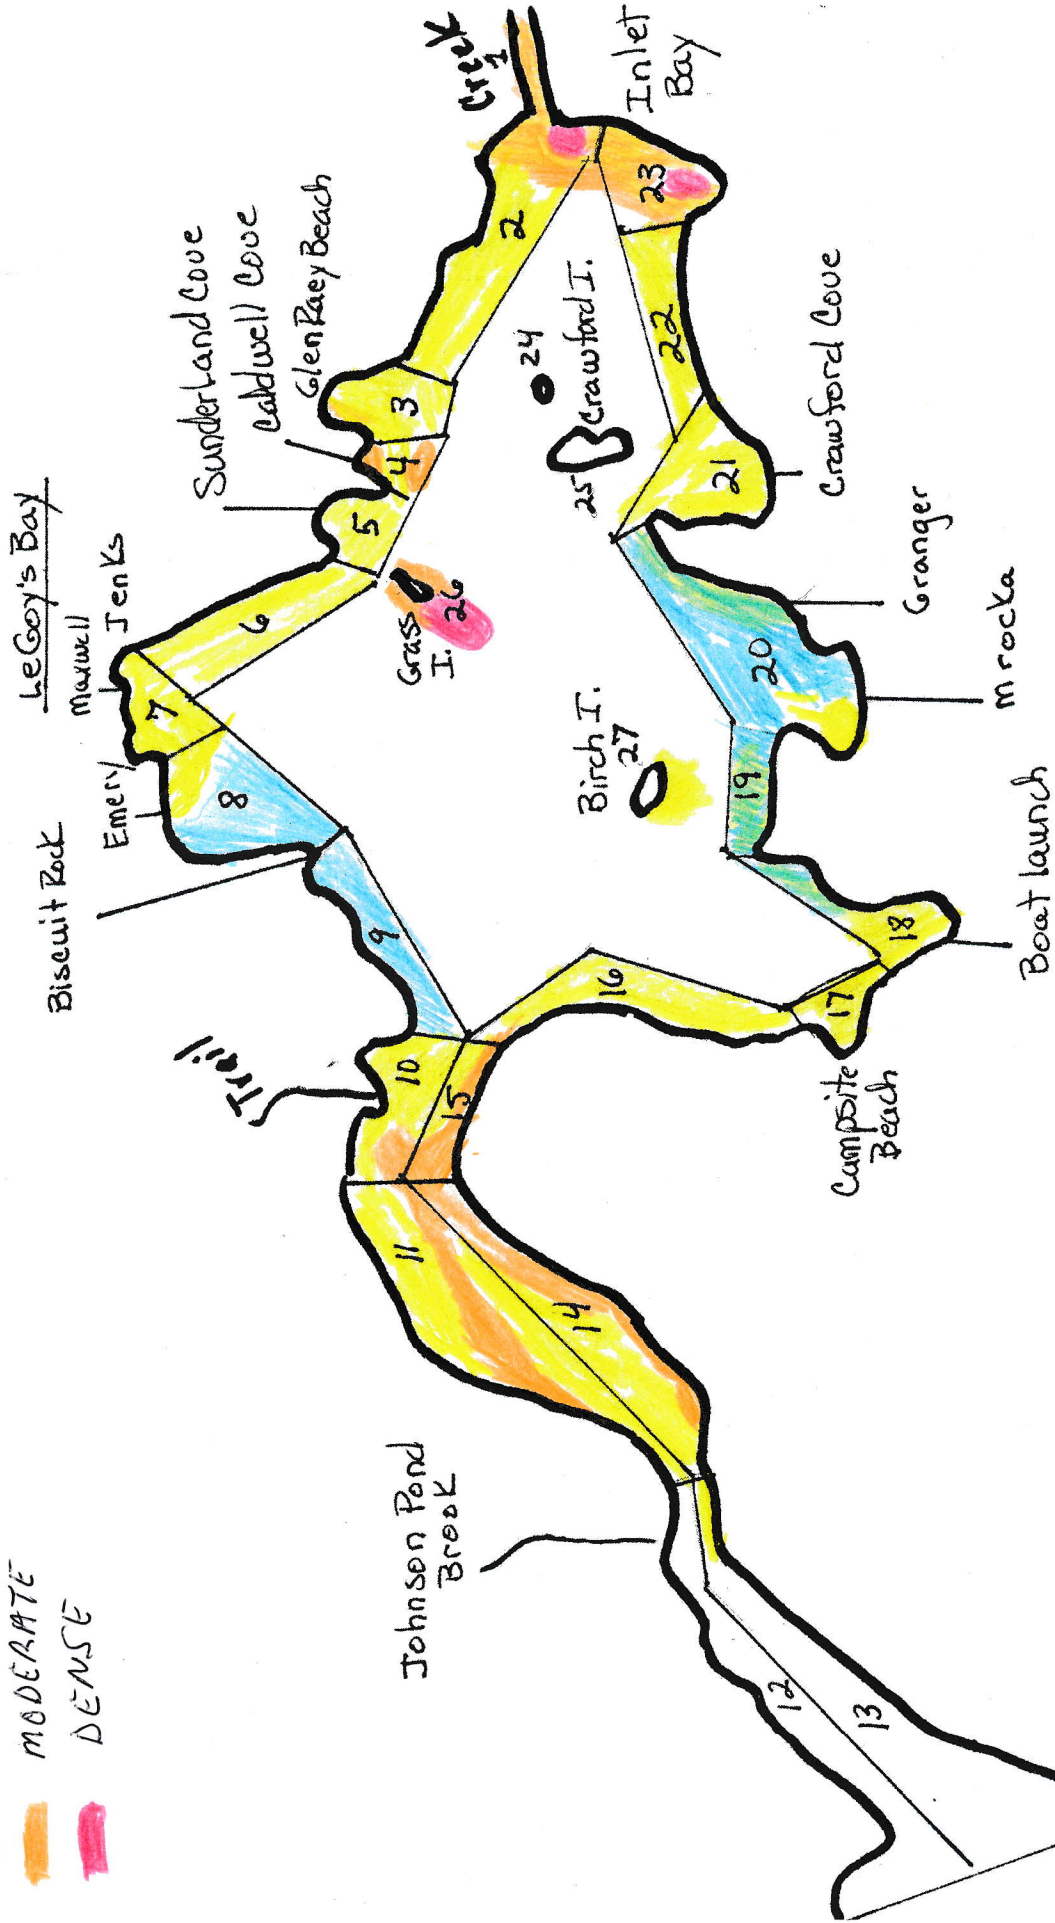 MODERATE
DENSE
LeGoy's Bay
Maxwell
Jenks
Emery
Biscuit Rock
Sunderland Cove
Caldwell Cove
Glen Raey Beach
Creek
1
Inlet
Bay
Trail
Johnson Pond
Brook
Grass
I.
26
Birch I.
27
24
25
Crawford I.
Crawford Cove
Granger
Mrocka
Boat launch
Campsite
Beach
2
3
4
5
6
7
8
9
10
11
12
13
14
15
16
17
18
19
20
21
22
23